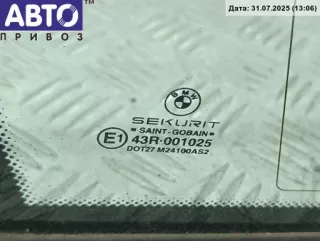 АВТО
ПРИВОЗ
Дата: 31.07.2025 (13:06)
BMW
SEKURIT
SAINT-GOBAIN
E1 43R-001025
DOT27 M24100AS2